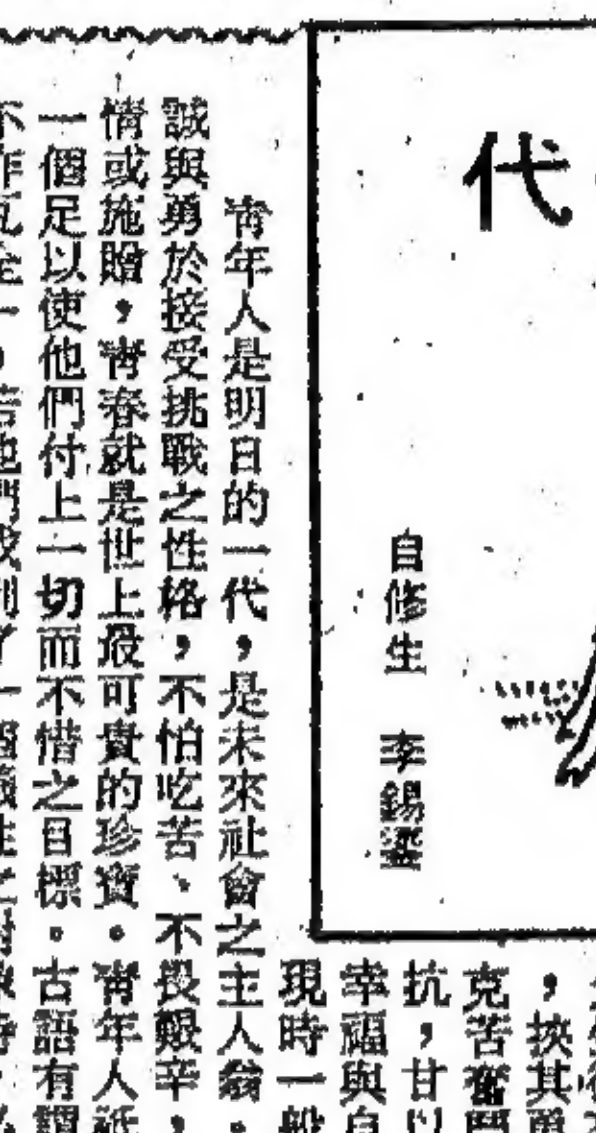 代
自修生 李錫鎏
挾其勇
克苦奮鬥
抗，甘以
幸福與自
現時一般
青年人是明日的一代，是未來社會之主人翁。
誠與勇於接受挑戰之性格，不怕吃苦、不畏艱辛，
情或施贈，青春就是世上最可貴的珍寶。青年人祇
一個足以使他們付上一切而不惜之目標。古語有謂